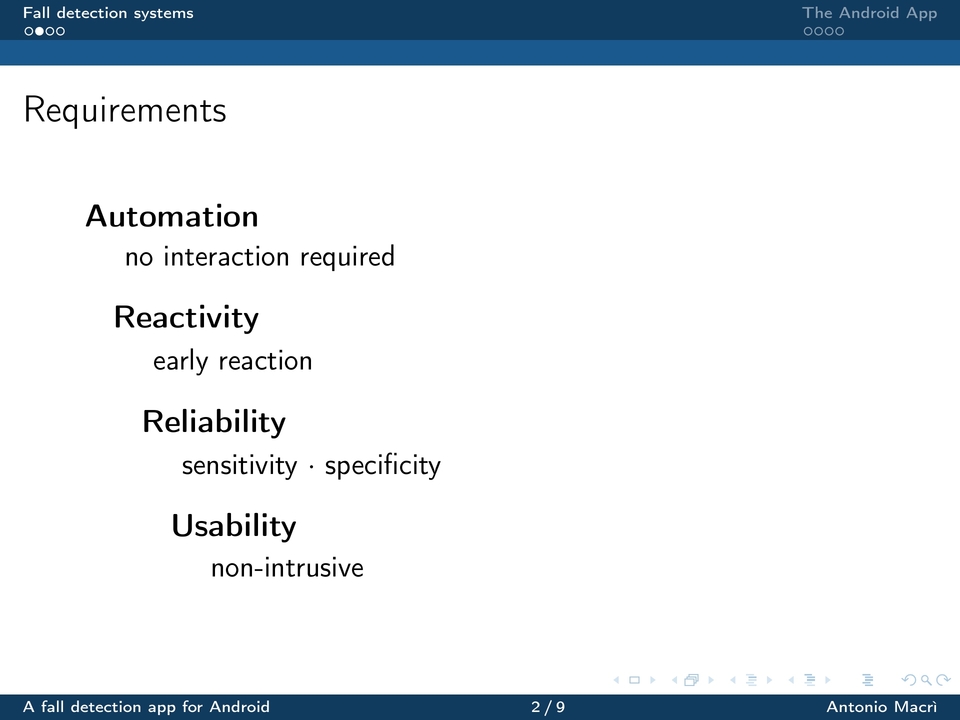 Fall detection systems
The Android App
Requirements
Automation
no interaction required
Reactivity
early reaction
Reliability
sensitivity · specificity
Usability
non-intrusive
A fall detection app for Android
2 / 9
Antonio Macrì